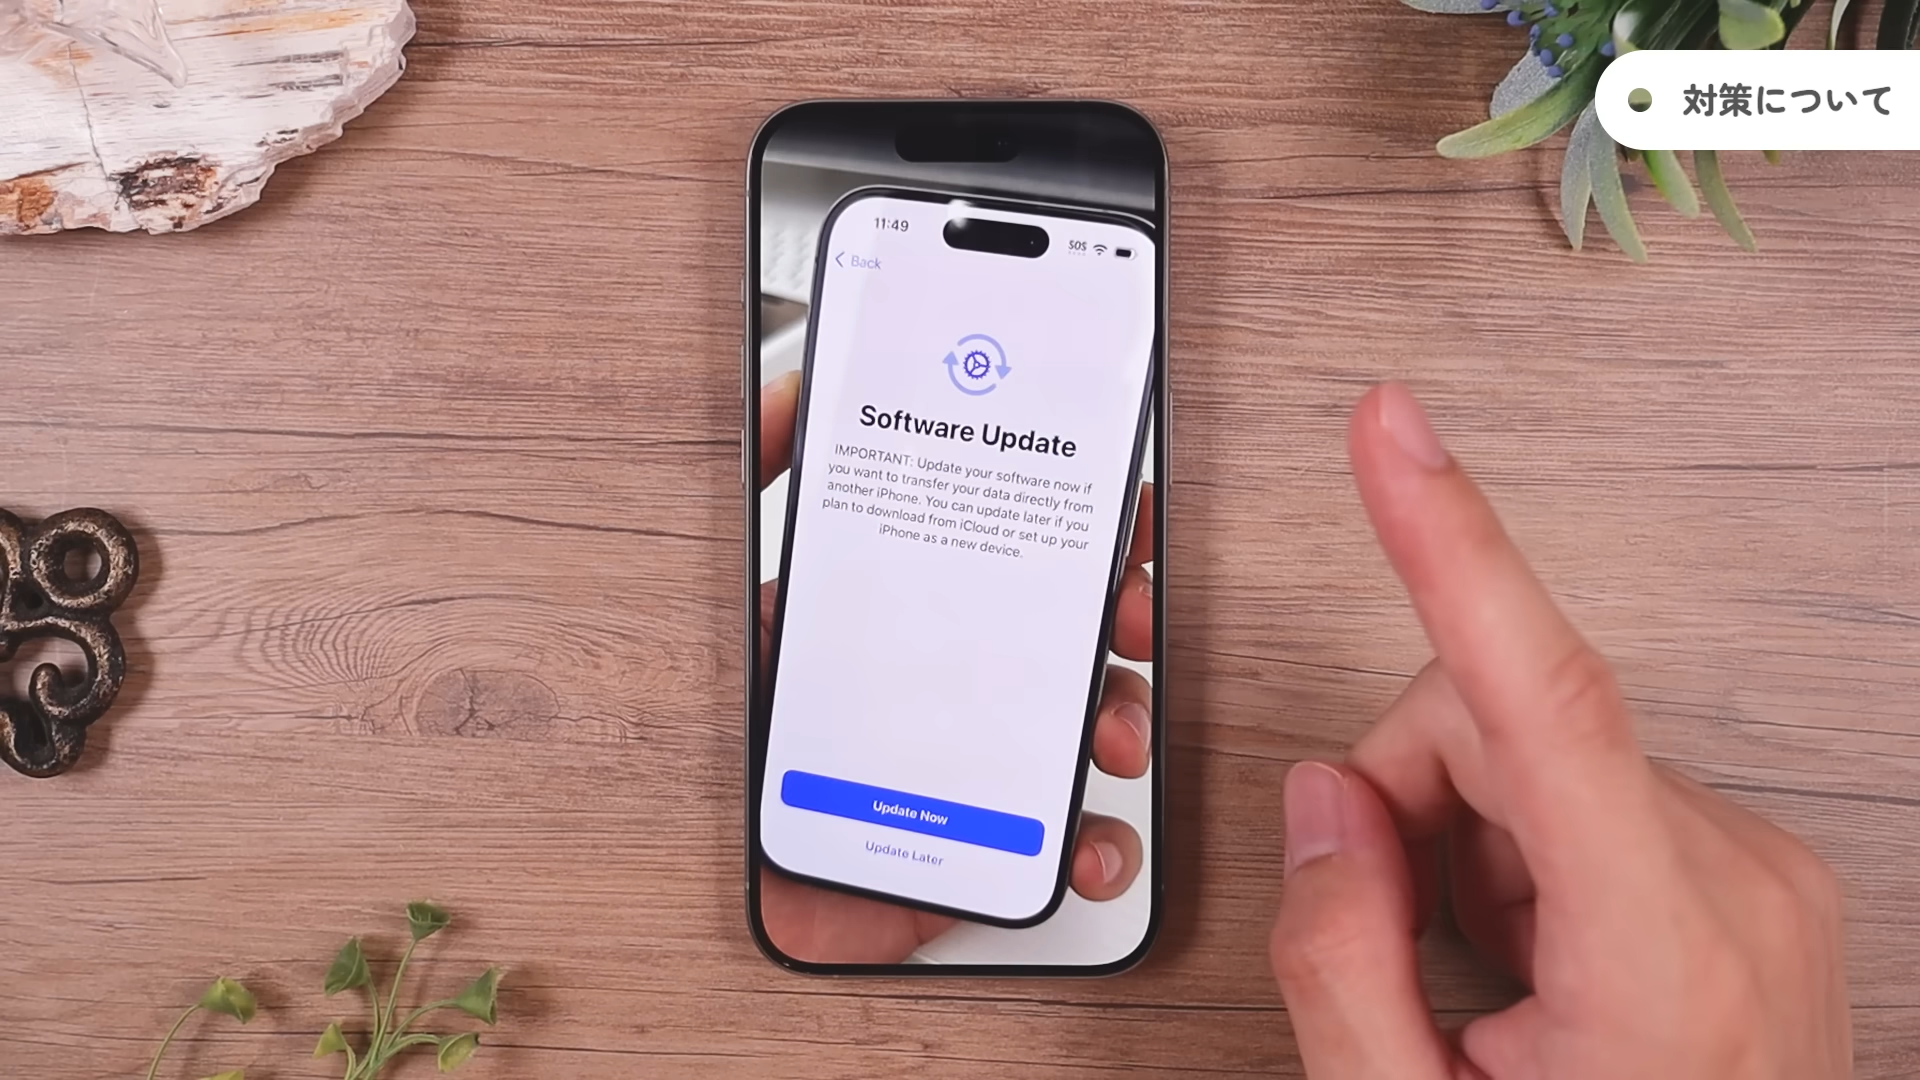 対策について
11:49
SOS
Back
Software Update
IMPORTANT: Update your software now if
you want to transfer your data directly from
another iPhone. You can update later if you
plan to download from iCloud or set up your
iPhone as a new device.
Update Now
Update Later